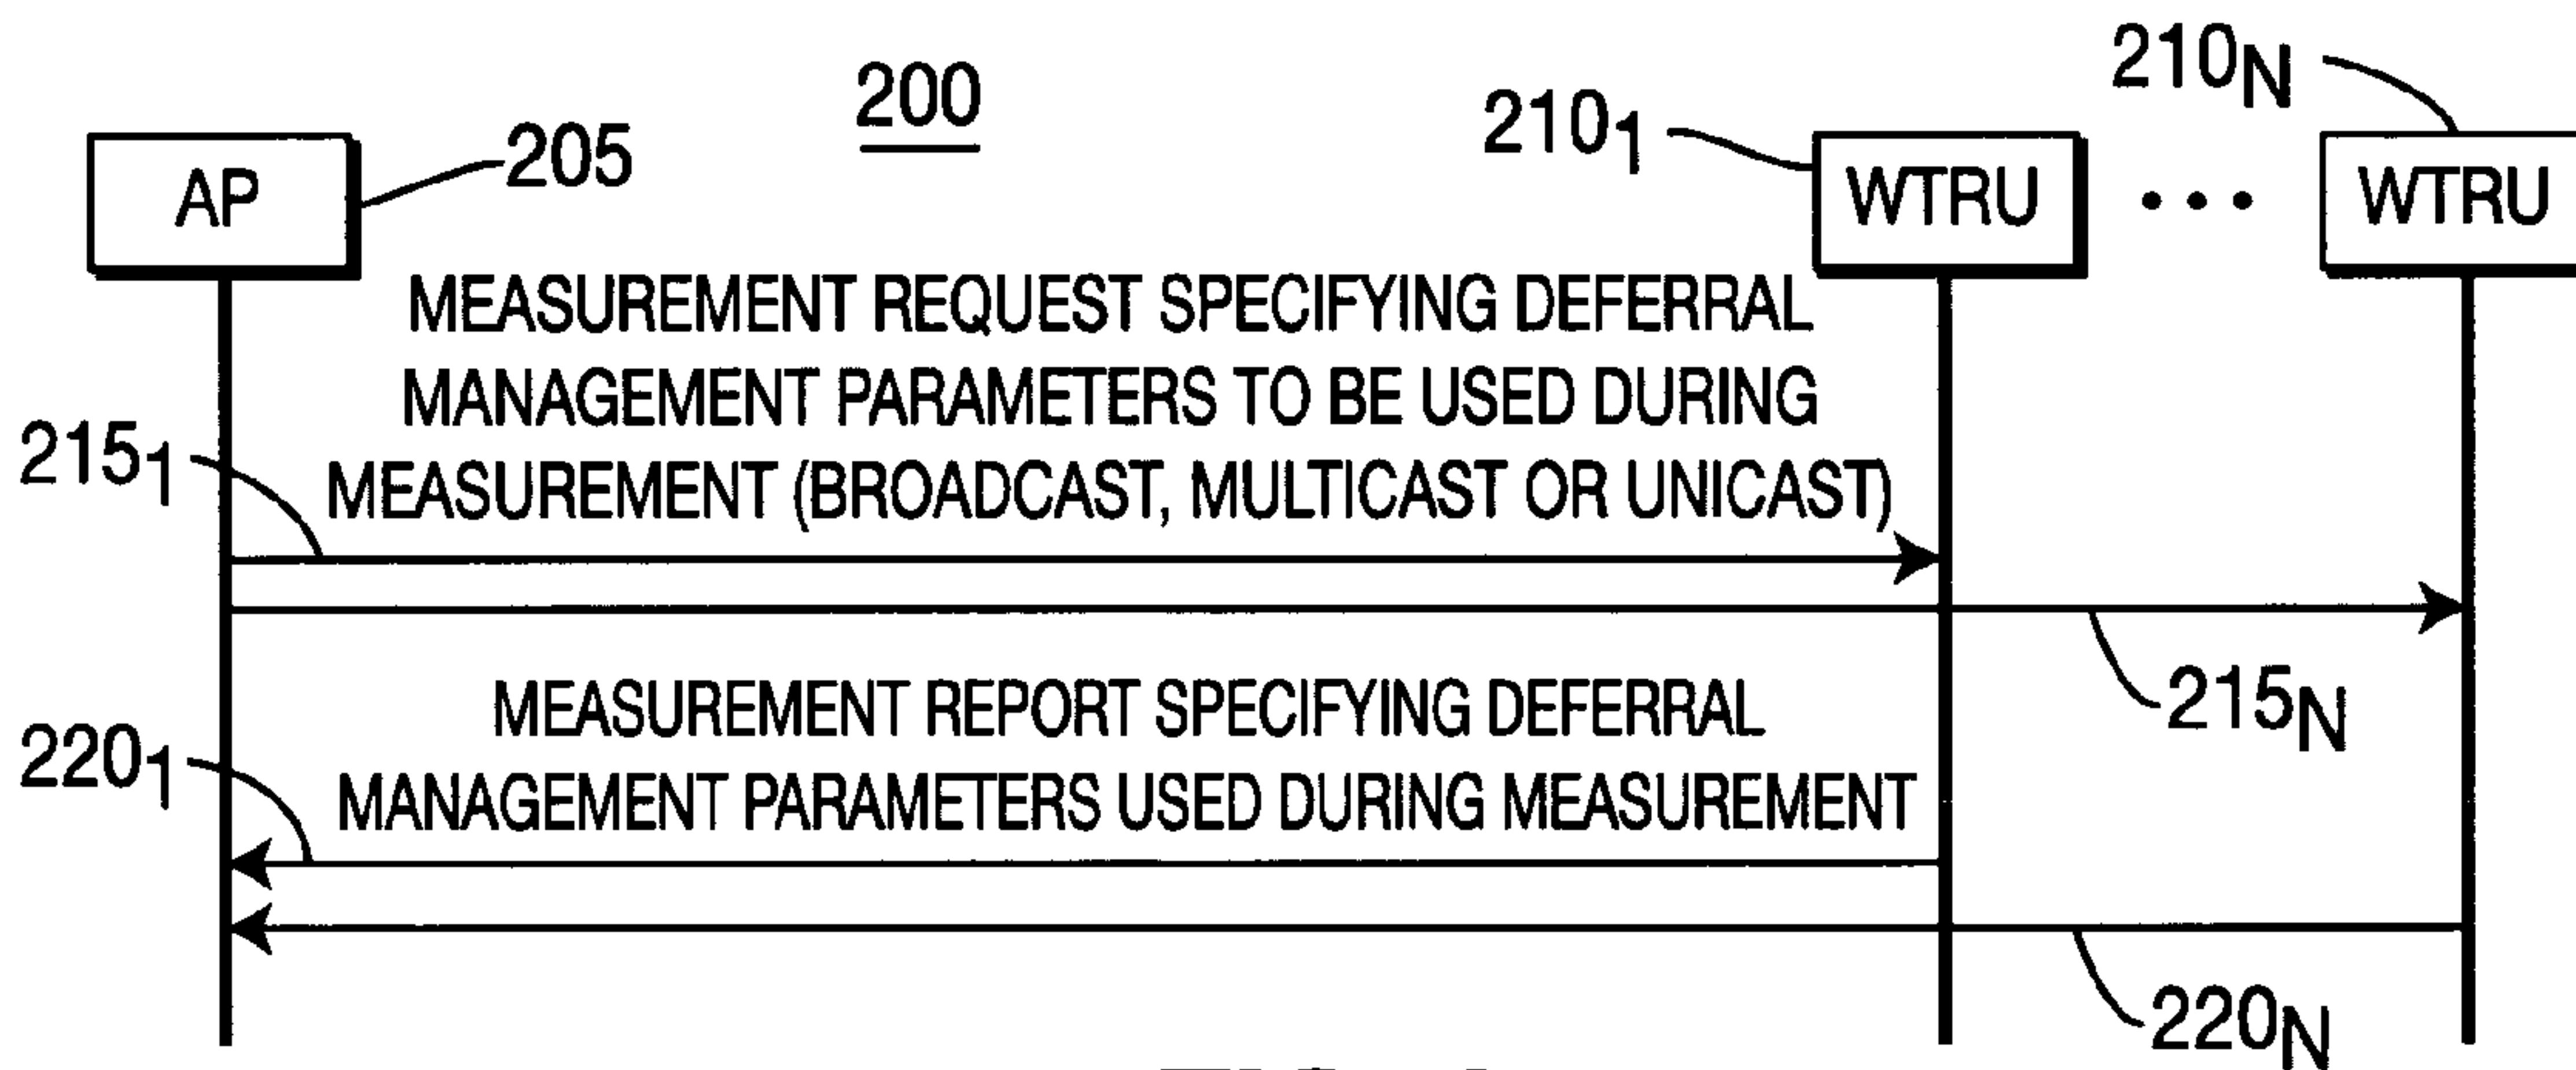 200
210N
2101
AP
205
WTRU
• • •
WTRU
MEASUREMENT REQUEST SPECIFYING DEFERRAL
MANAGEMENT PARAMETERS TO BE USED DURING
2151
MEASUREMENT (BROADCAST, MULTICAST OR UNICAST)
MEASUREMENT REPORT SPECIFYING DEFERRAL
215N
2201
MANAGEMENT PARAMETERS USED DURING MEASUREMENT
220N